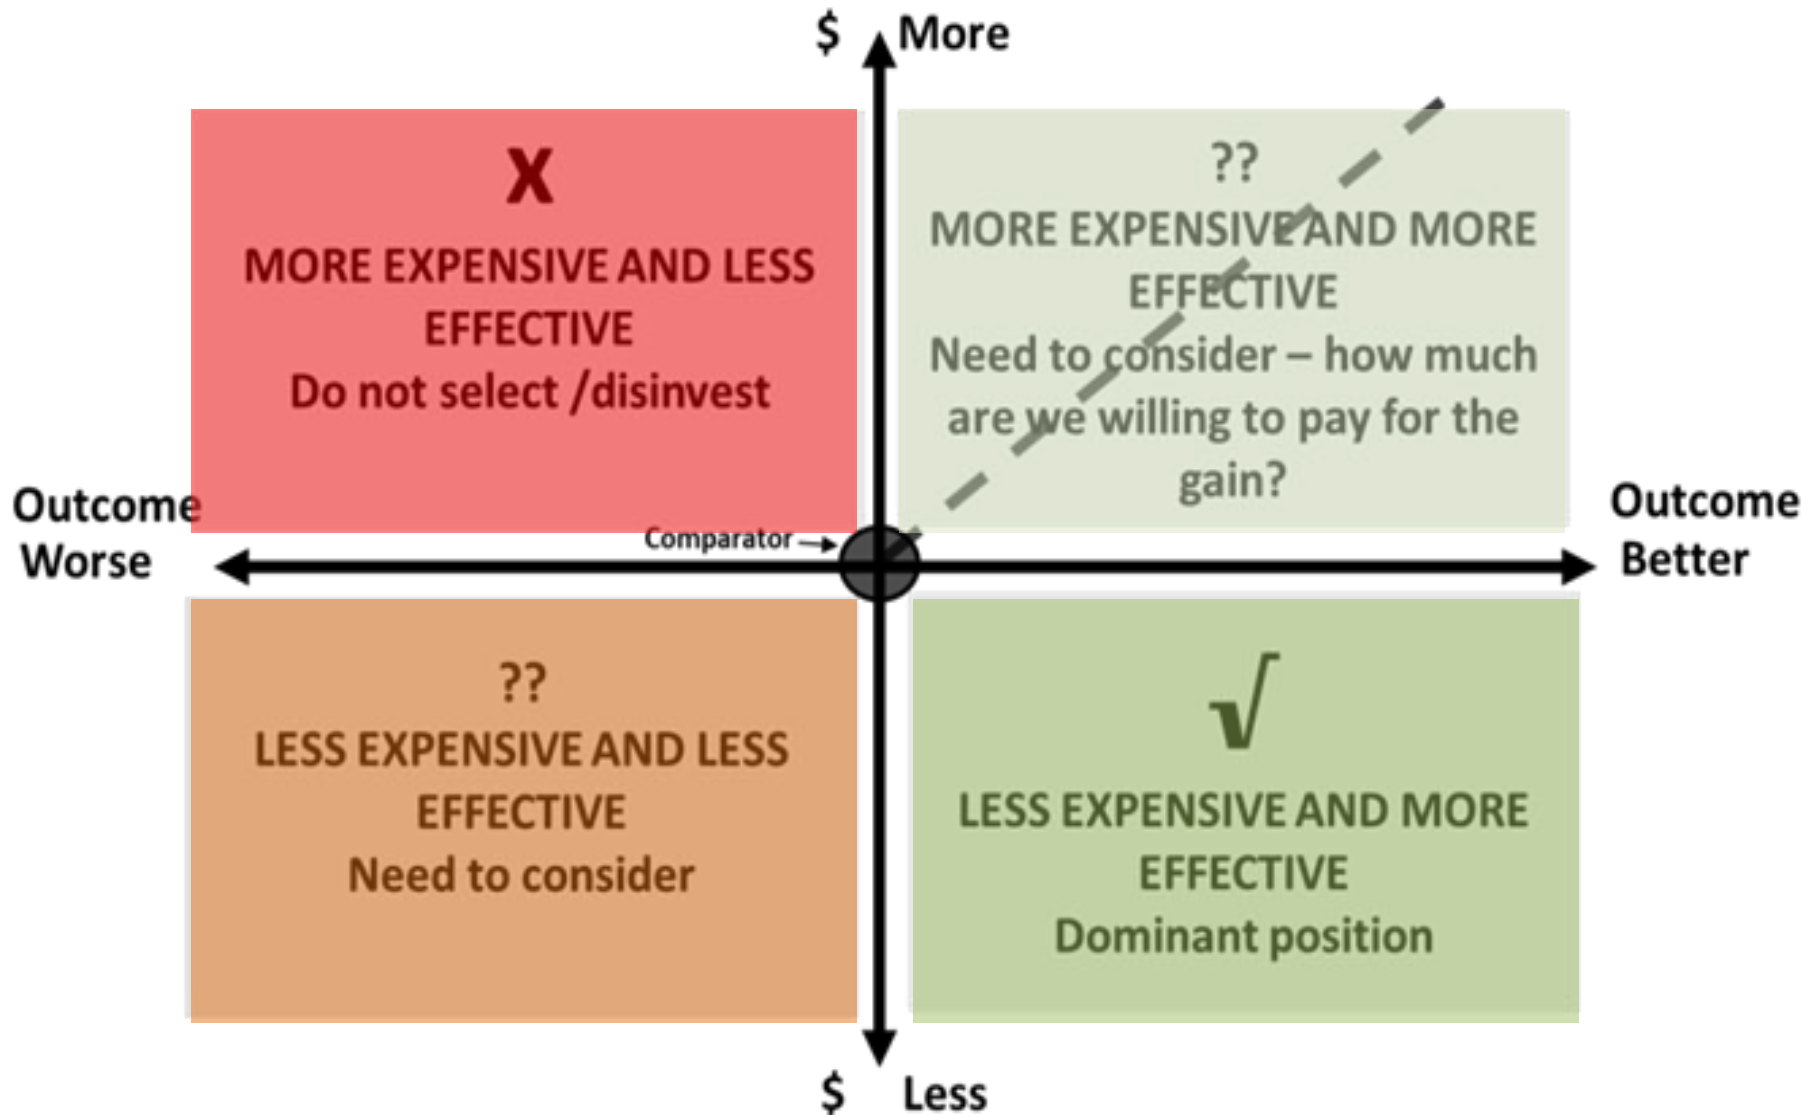 $ More
X
MORE EXPENSIVE AND LESS
EFFECTIVE
Do not select /disinvest
??
MORE EXPENSIVE AND MORE
EFFECTIVE
Need to consider – how much
are we willing to pay for the
gain?
Outcome
Worse
Comparator
Outcome
Better
??
LESS EXPENSIVE AND LESS
EFFECTIVE
Need to consider
√
LESS EXPENSIVE AND MORE
EFFECTIVE
Dominant position
$ Less